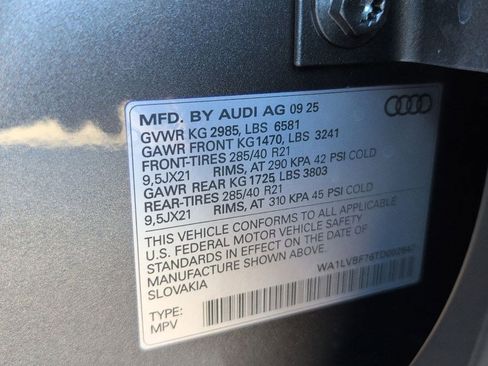 MFD. BY AUDI AG 09 25
GVWR KG 2985, LBS 6581
GAWR FRONT KG1470, LBS 3241
FRONT-TIRES 285/40 R21
9,5JX21 RIMS, AT 290 KPA 42 PSI COLD
GAWR REAR KG 1725, LBS 3803
REAR-TIRES 285/40 R21
9,5JX21 RIMS, AT 310 KPA 45 PSI COLD
THIS VEHICLE CONFORMS TO ALL APPLICABLE
U.S. FEDERAL MOTOR VEHICLE SAFETY
STANDARDS IN EFFECT ON THE DATE OF
MANUFACTURE SHOWN ABOVE.
SLOVAKIA
TYPE:
MPV